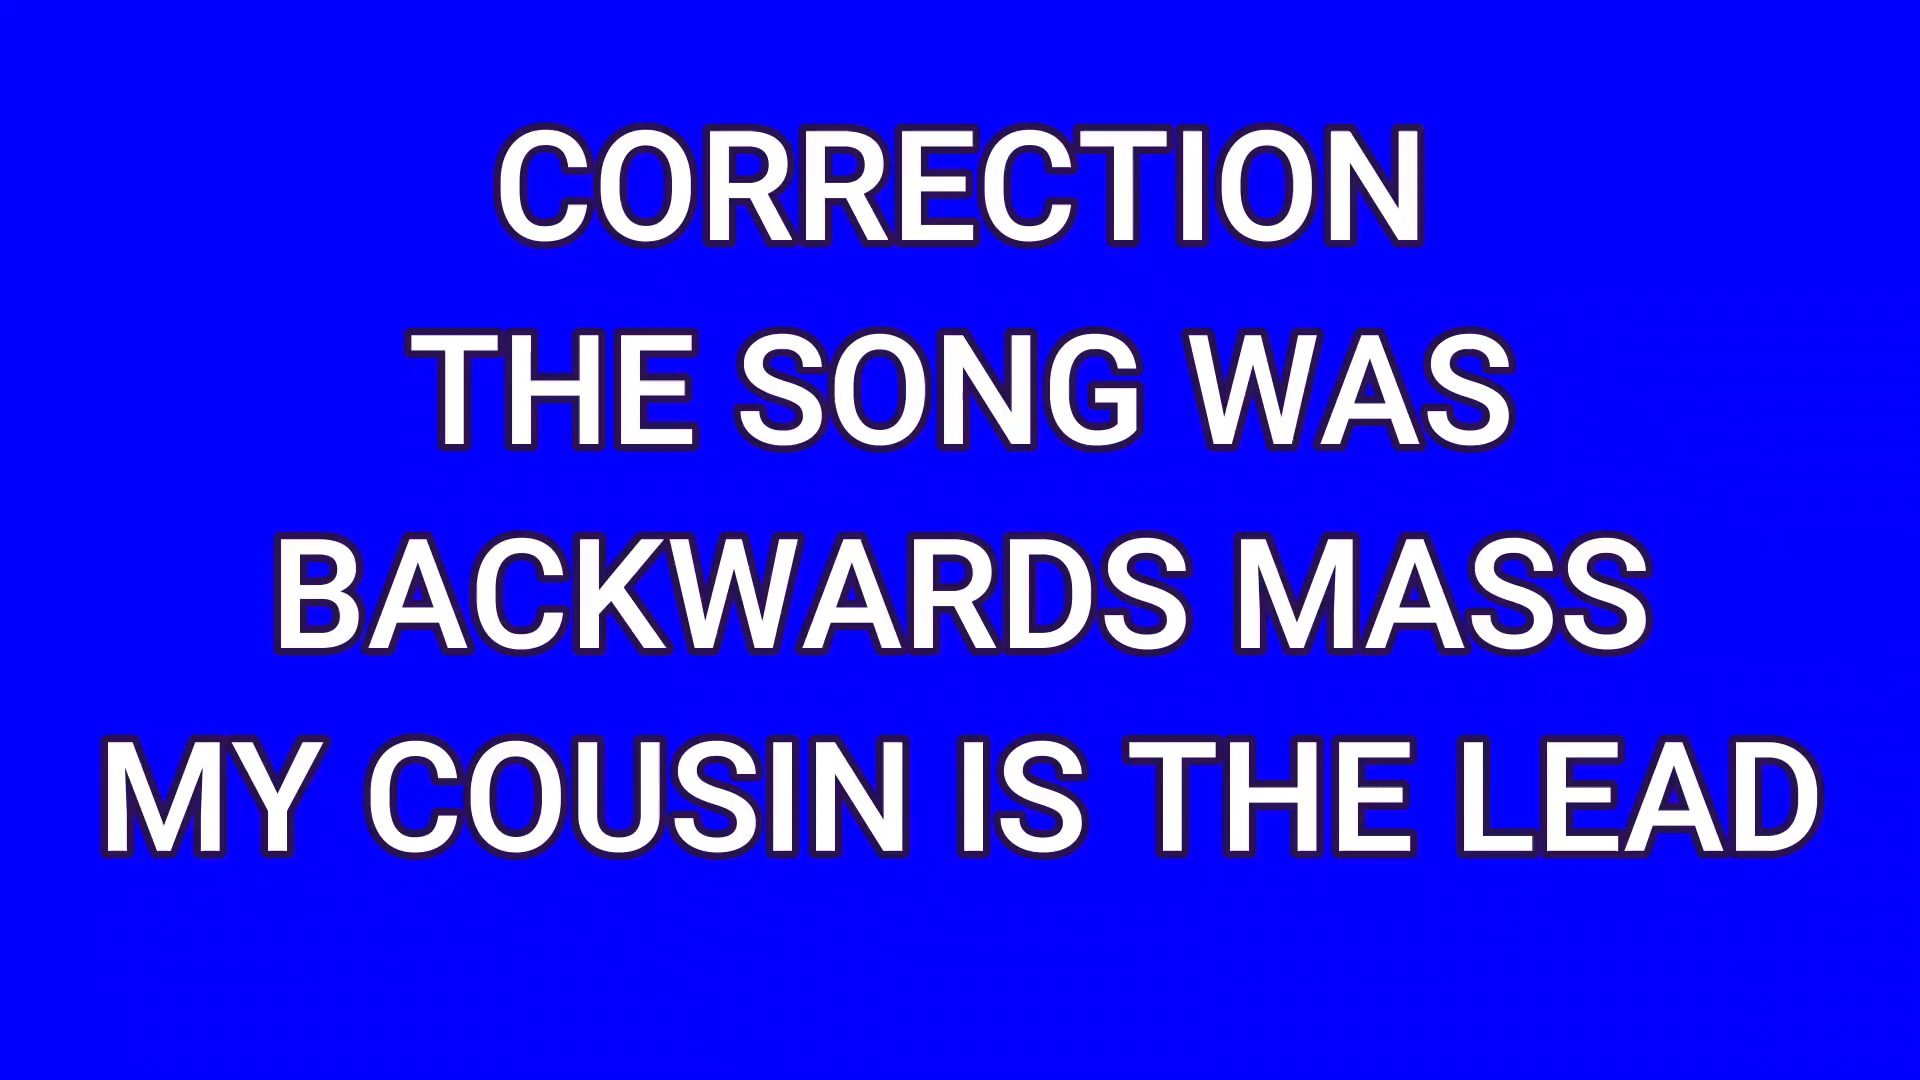 CORRECTION
THE SONG WAS
BACKWARDS MASS
MY COUSIN IS THE LEAD